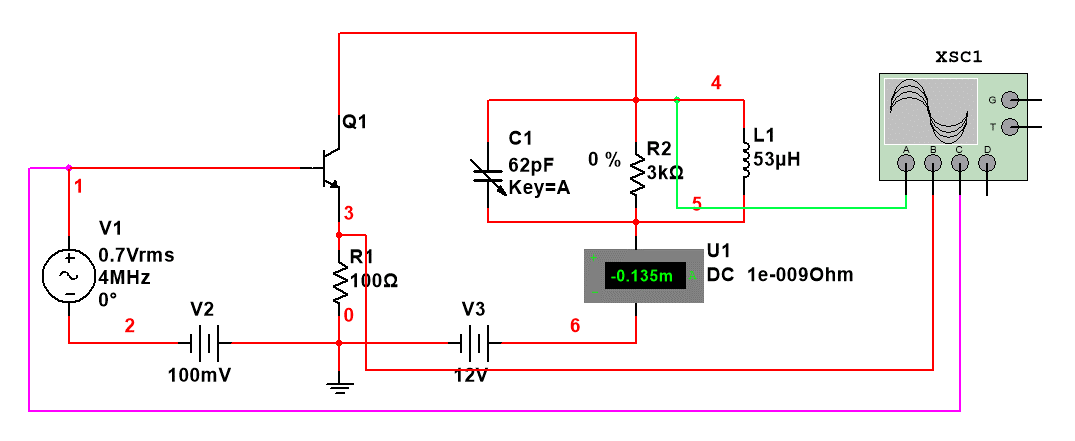 XSC1
G
T
A B C D
4
Q1
C1
62pF
Key=A
0 %
R2
3kΩ
L1
53µH
1
3
5
V1
0.7Vrms
4MHz
0°
R1
100Ω
U1
DC 1e-009Ohm
-0.135m A
+
-
0
2
V2
100mV
V3
12V
6